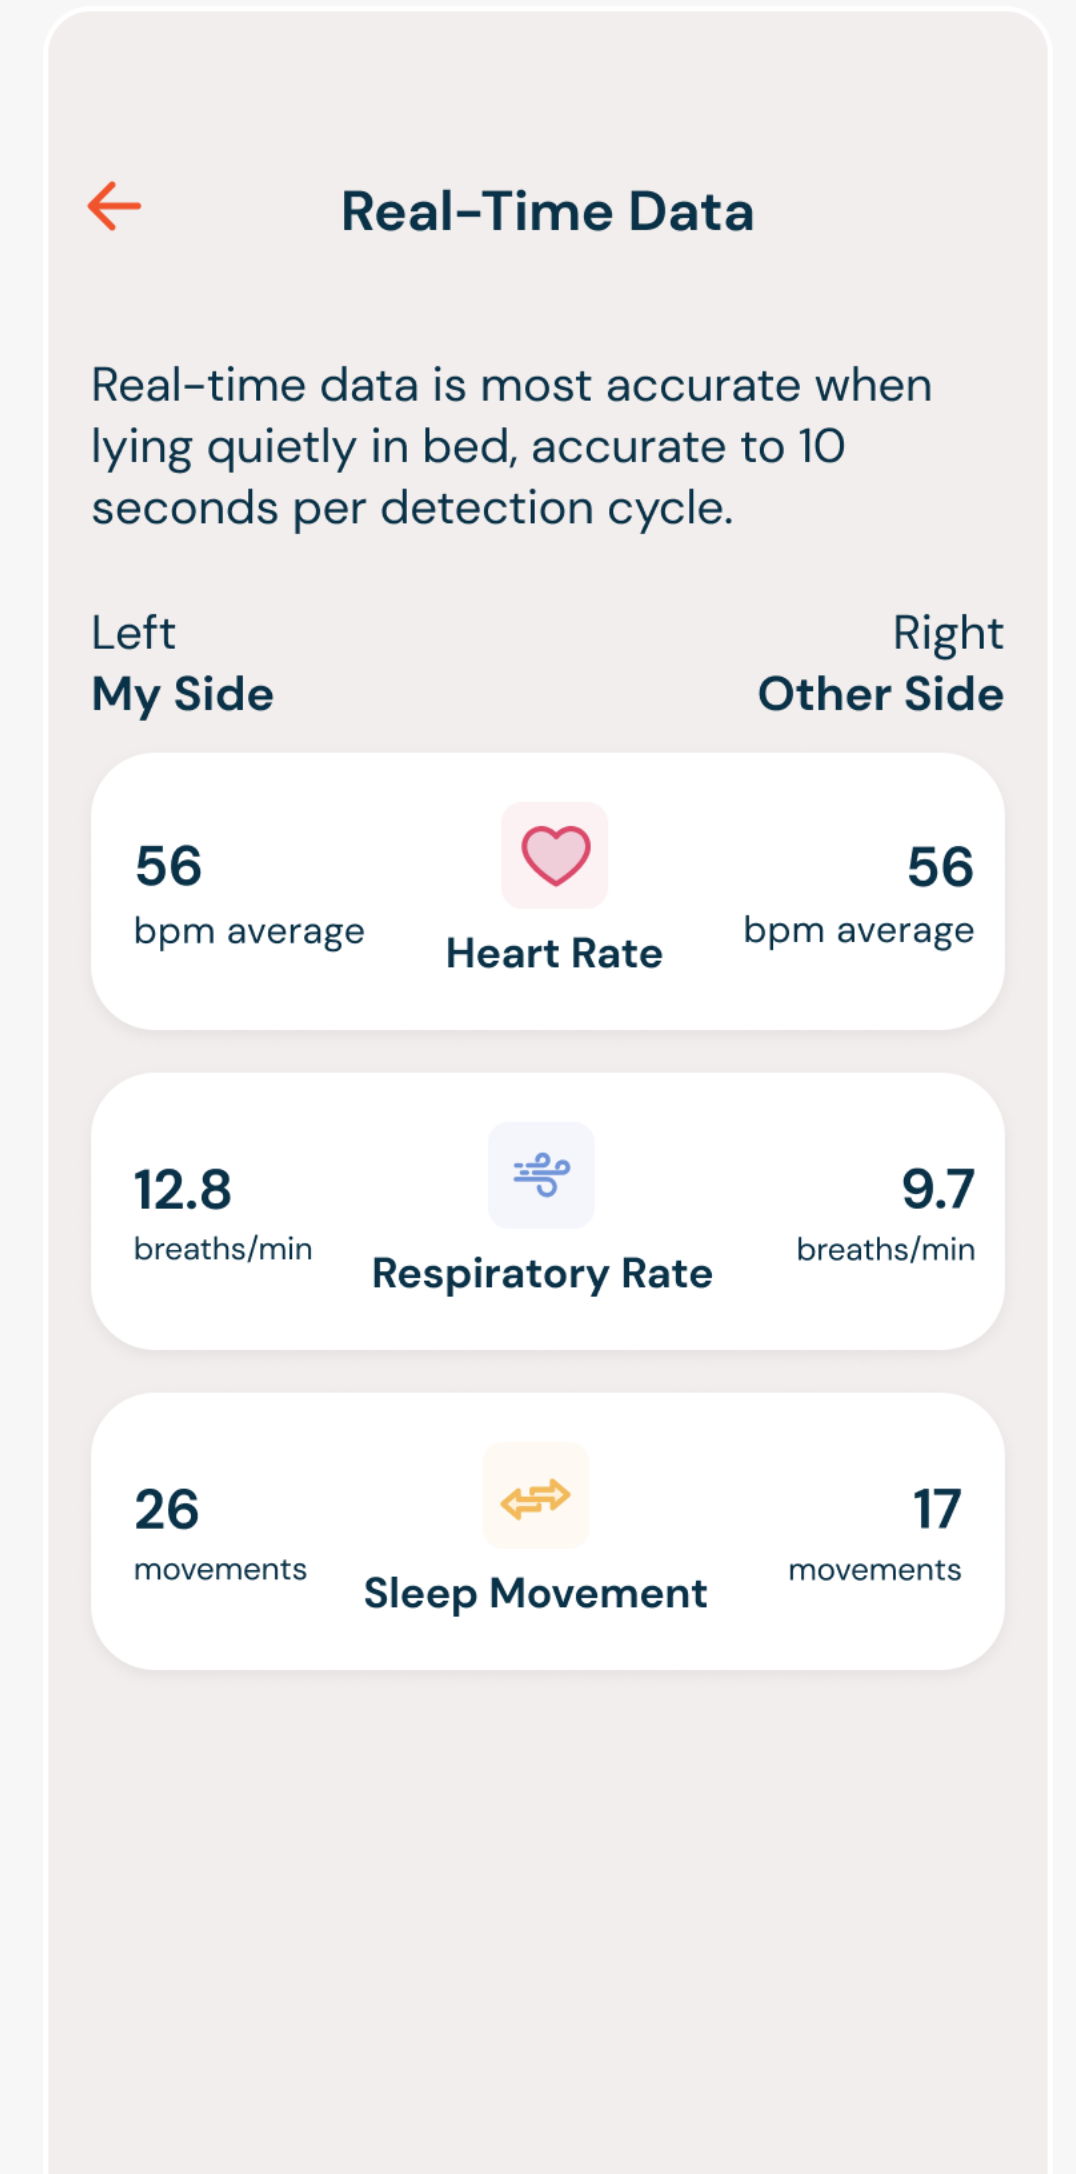 Real-Time Data
Real-time data is most accurate when
lying quietly in bed, accurate to 10
seconds per detection cycle.
Left
Right
My Side
Other Side
56
56
bpm average
bpm average
Heart Rate
12.8
9.7
breaths/min
breaths/min
Respiratory Rate
26
17
movements
movements
Sleep Movement